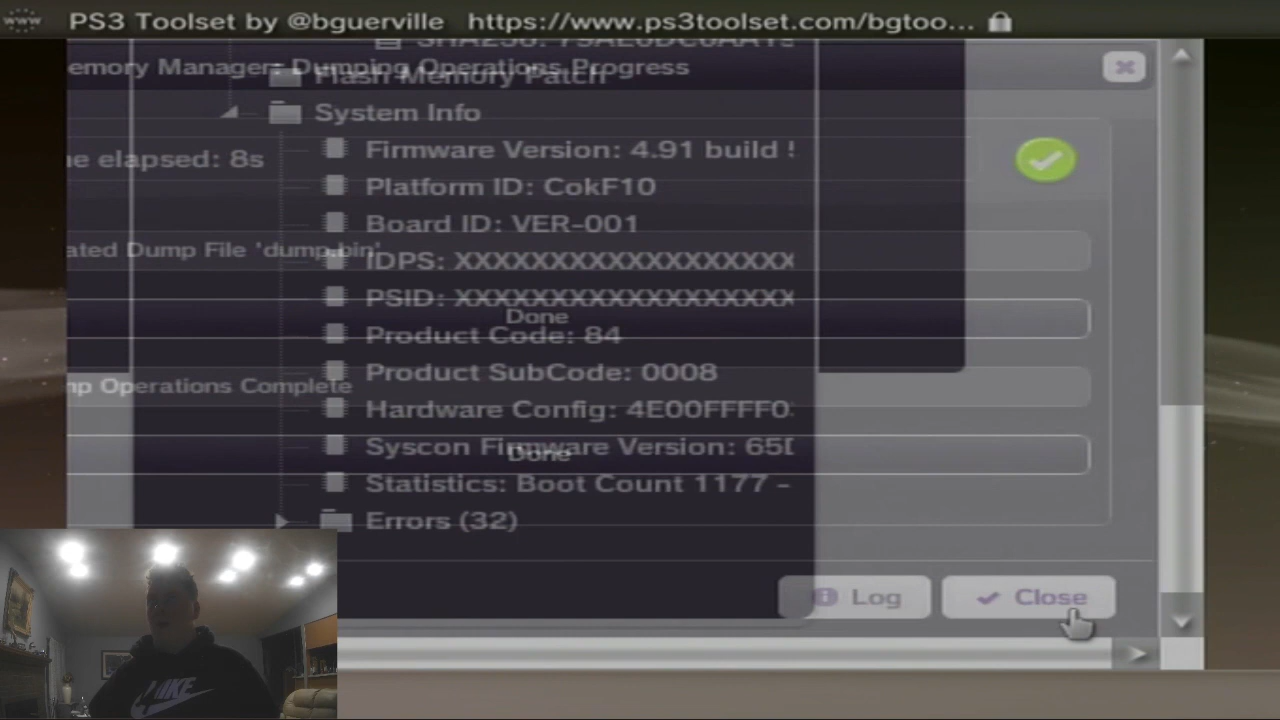 www PS3 Toolset by @bguerville https://www.ps3toolset.com/bgtoo...
emory Manager: Dumping Operations Progress
Flash Memory Patch
System Info
Firmware Version: 4.91 build
e elapsed: 8s
Platform ID: CokF10
Board ID: VER-001
ated Dump File 'dump.bin'
IDPS: XXXXXXXXXXXXXXXXXX
PSID: XXXXXXXXXXXXXXXXXX
Done
Product Code: 84
Product SubCode: 0008
mp Operations Complete
Hardware Config: 4E00FFFF0
Syscon Firmware Version: 65
Done
Statistics: Boot Count 1177 -
Errors (32)
Log
Close
NIKE